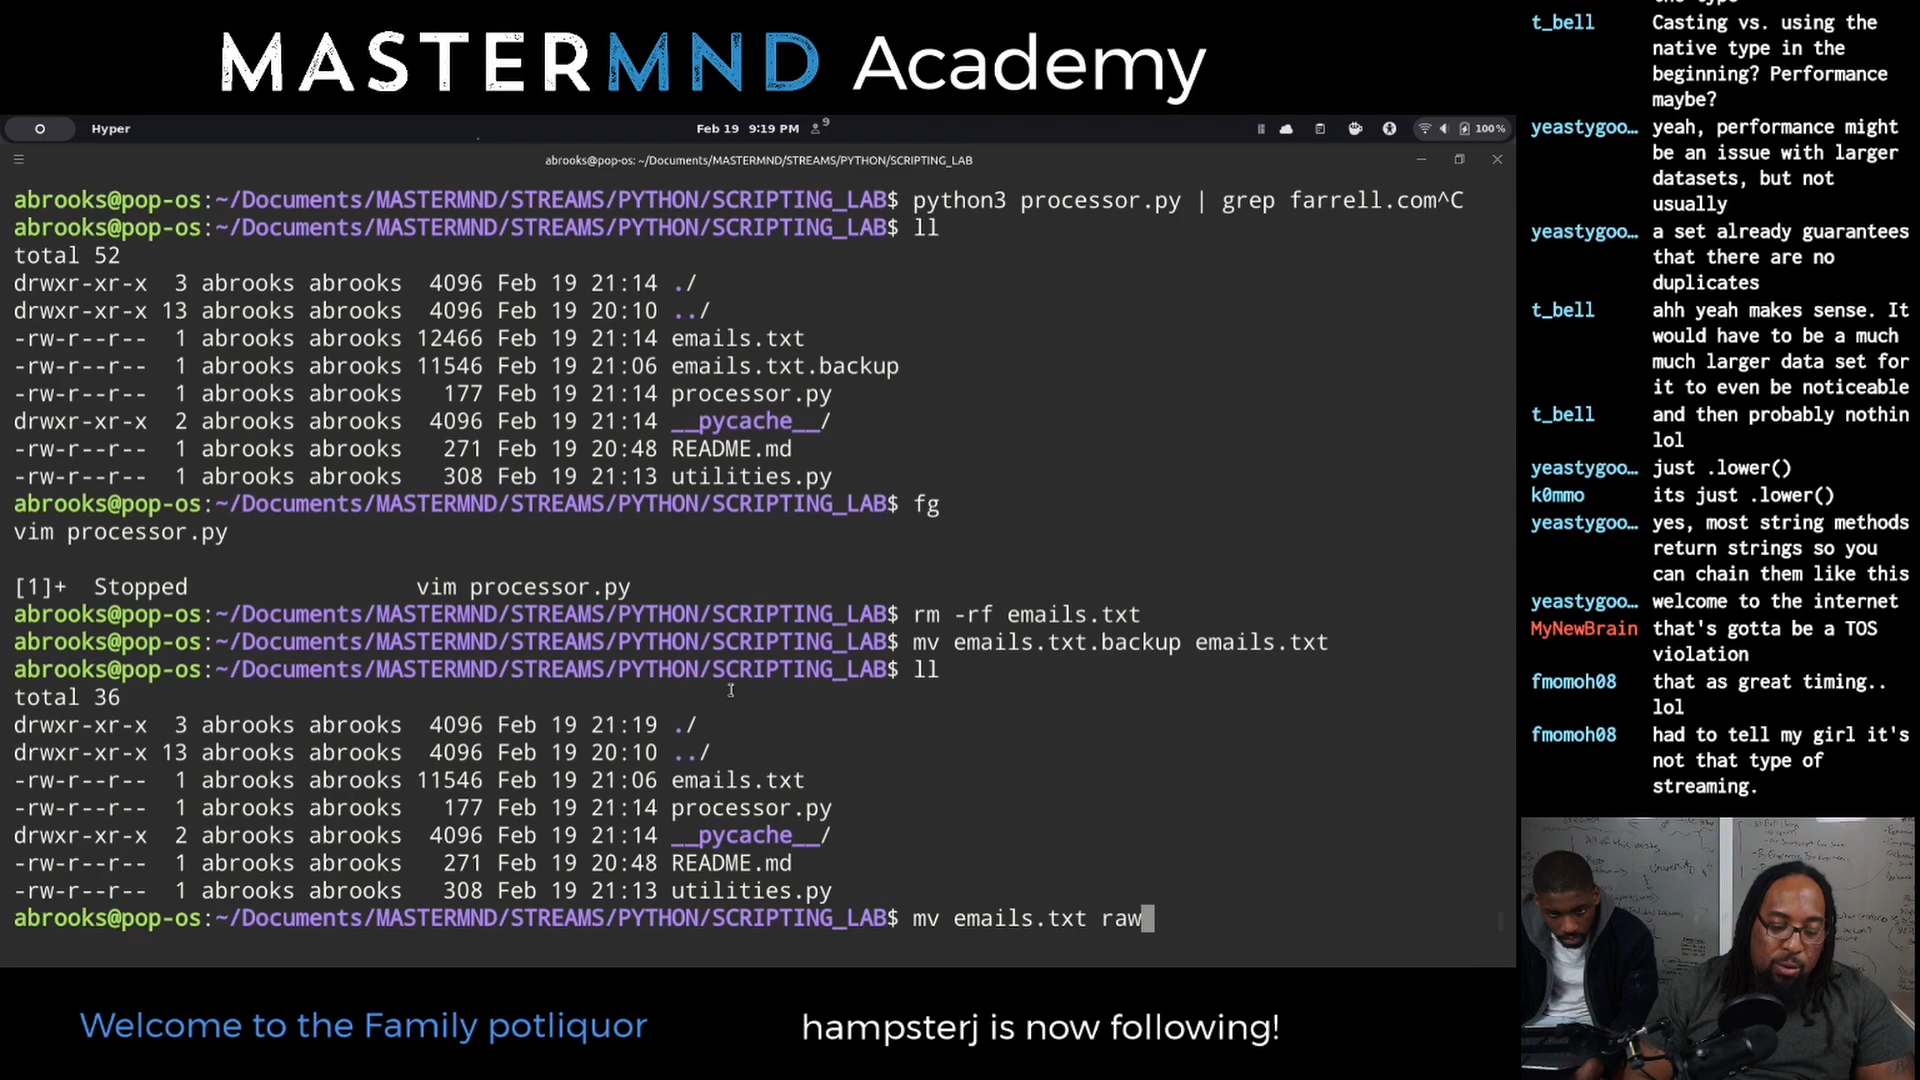 MASTERMND Academy
Hyper
Feb 19 9:19 PM
9
100%
abrooks@pop-os: ~/Documents/MASTERMND/STREAMS/PYTHON/SCRIPTING_LAB
abrooks@pop-os:~/Documents/MASTERMND/STREAMS/PYTHON/SCRIPTING_LAB$ python3 processor.py | grep farrell.com^C
abrooks@pop-os:~/Documents/MASTERMND/STREAMS/PYTHON/SCRIPTING_LAB$ ll
total 52
drwxr-xr-x  3 abrooks abrooks  4096 Feb 19 21:14 ./
drwxr-xr-x 13 abrooks abrooks  4096 Feb 19 20:10 ../
-rw-r--r--  1 abrooks abrooks 12466 Feb 19 21:14 emails.txt
-rw-r--r--  1 abrooks abrooks 11546 Feb 19 21:06 emails.txt.backup
-rw-r--r--  1 abrooks abrooks   177 Feb 19 21:14 processor.py
drwxr-xr-x  2 abrooks abrooks  4096 Feb 19 21:14 __pycache__/
-rw-r--r--  1 abrooks abrooks   271 Feb 19 20:48 README.md
-rw-r--r--  1 abrooks abrooks   308 Feb 19 21:13 utilities.py
abrooks@pop-os:~/Documents/MASTERMND/STREAMS/PYTHON/SCRIPTING_LAB$ fg
vim processor.py
[1]+  Stopped                 vim processor.py
abrooks@pop-os:~/Documents/MASTERMND/STREAMS/PYTHON/SCRIPTING_LAB$ rm -rf emails.txt
abrooks@pop-os:~/Documents/MASTERMND/STREAMS/PYTHON/SCRIPTING_LAB$ mv emails.txt.backup emails.txt
abrooks@pop-os:~/Documents/MASTERMND/STREAMS/PYTHON/SCRIPTING_LAB$ ll
total 36
drwxr-xr-x  3 abrooks abrooks  4096 Feb 19 21:19 ./
drwxr-xr-x 13 abrooks abrooks  4096 Feb 19 20:10 ../
-rw-r--r--  1 abrooks abrooks 11546 Feb 19 21:06 emails.txt
-rw-r--r--  1 abrooks abrooks   177 Feb 19 21:14 processor.py
drwxr-xr-x  2 abrooks abrooks  4096 Feb 19 21:14 __pycache__/
-rw-r--r--  1 abrooks abrooks   271 Feb 19 20:48 README.md
-rw-r--r--  1 abrooks abrooks   308 Feb 19 21:13 utilities.py
abrooks@pop-os:~/Documents/MASTERMND/STREAMS/PYTHON/SCRIPTING_LAB$ mv emails.txt raw
t_bell Casting vs. using the
native type in the
beginning? Performance
maybe?
yeastygoo… yeah, performance might
be an issue with larger
datasets, but not
usually
yeastygoo… a set already guarantees
that there are no
duplicates
t_bell ahh yeah makes sense. It
would have to be a much
much larger data set for
it to even be noticeable
t_bell and then probably nothin
lol
yeastygoo… just .lower()
k0mmo its just .lower()
yeastygoo… yes, most string methods
return strings so you
can chain them like this
yeastygoo… welcome to the internet
MyNewBrain that's gotta be a TOS
violation
fmomoh08 that as great timing..
lol
fmomoh08 had to tell my girl it's
not that type of
streaming.
Welcome to the Family potliquor
hampsterj is now following!